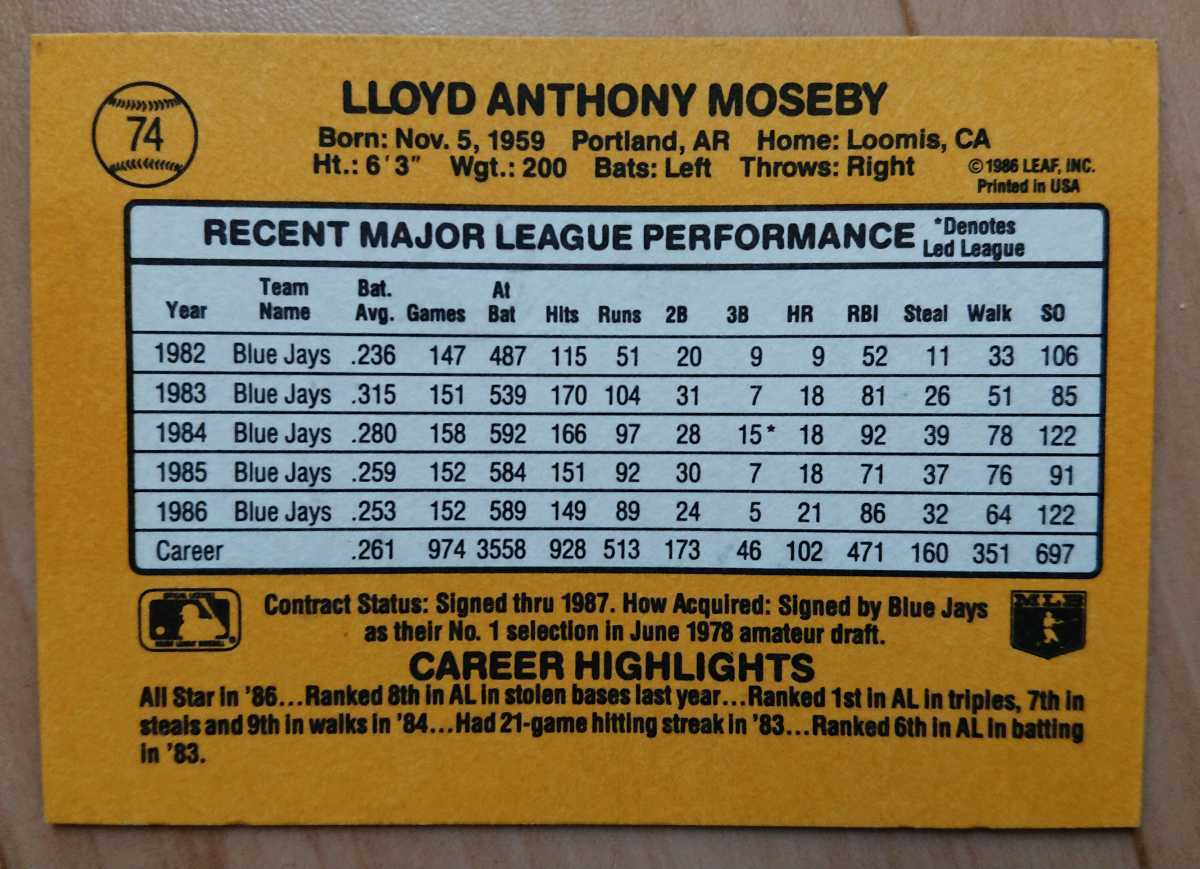 74
LLOYD ANTHONY MOSEBY
Born: Nov. 5, 1959 Portland, AR Home: Loomis, CA
Ht.: 6'3" Wgt.: 200 Bats: Left Throws: Right
©1986 LEAF, INC.
Printed in USA
RECENT MAJOR LEAGUE PERFORMANCE
*Denotes
Led League
Year Team Name Bat. Avg. Games At Bat Hits Runs 2B 3B HR RBI Steal Walk SO
1982 Blue Jays .236 147 487 115 51 20 9 9 52 11 33 106
1983 Blue Jays .315 151 539 170 104 31 7 18 81 26 51 85
1984 Blue Jays .280 158 592 166 97 28 15* 18 92 39 78 122
1985 Blue Jays .259 152 584 151 92 30 7 18 71 37 76 91
1986 Blue Jays .253 152 589 149 89 24 5 21 86 32 64 122
Career .261 974 3558 928 513 173 46 102 471 160 351 697
Contract Status: Signed thru 1987. How Acquired: Signed by Blue Jays
as their No. 1 selection in June 1978 amateur draft.
MLB
CAREER HIGHLIGHTS
All Star in '86...Ranked 8th in AL in stolen bases last year...Ranked 1st in AL in triples, 7th in
steals and 9th in walks in '84...Had 21-game hitting streak in '83...Ranked 6th in AL in batting
in '83.